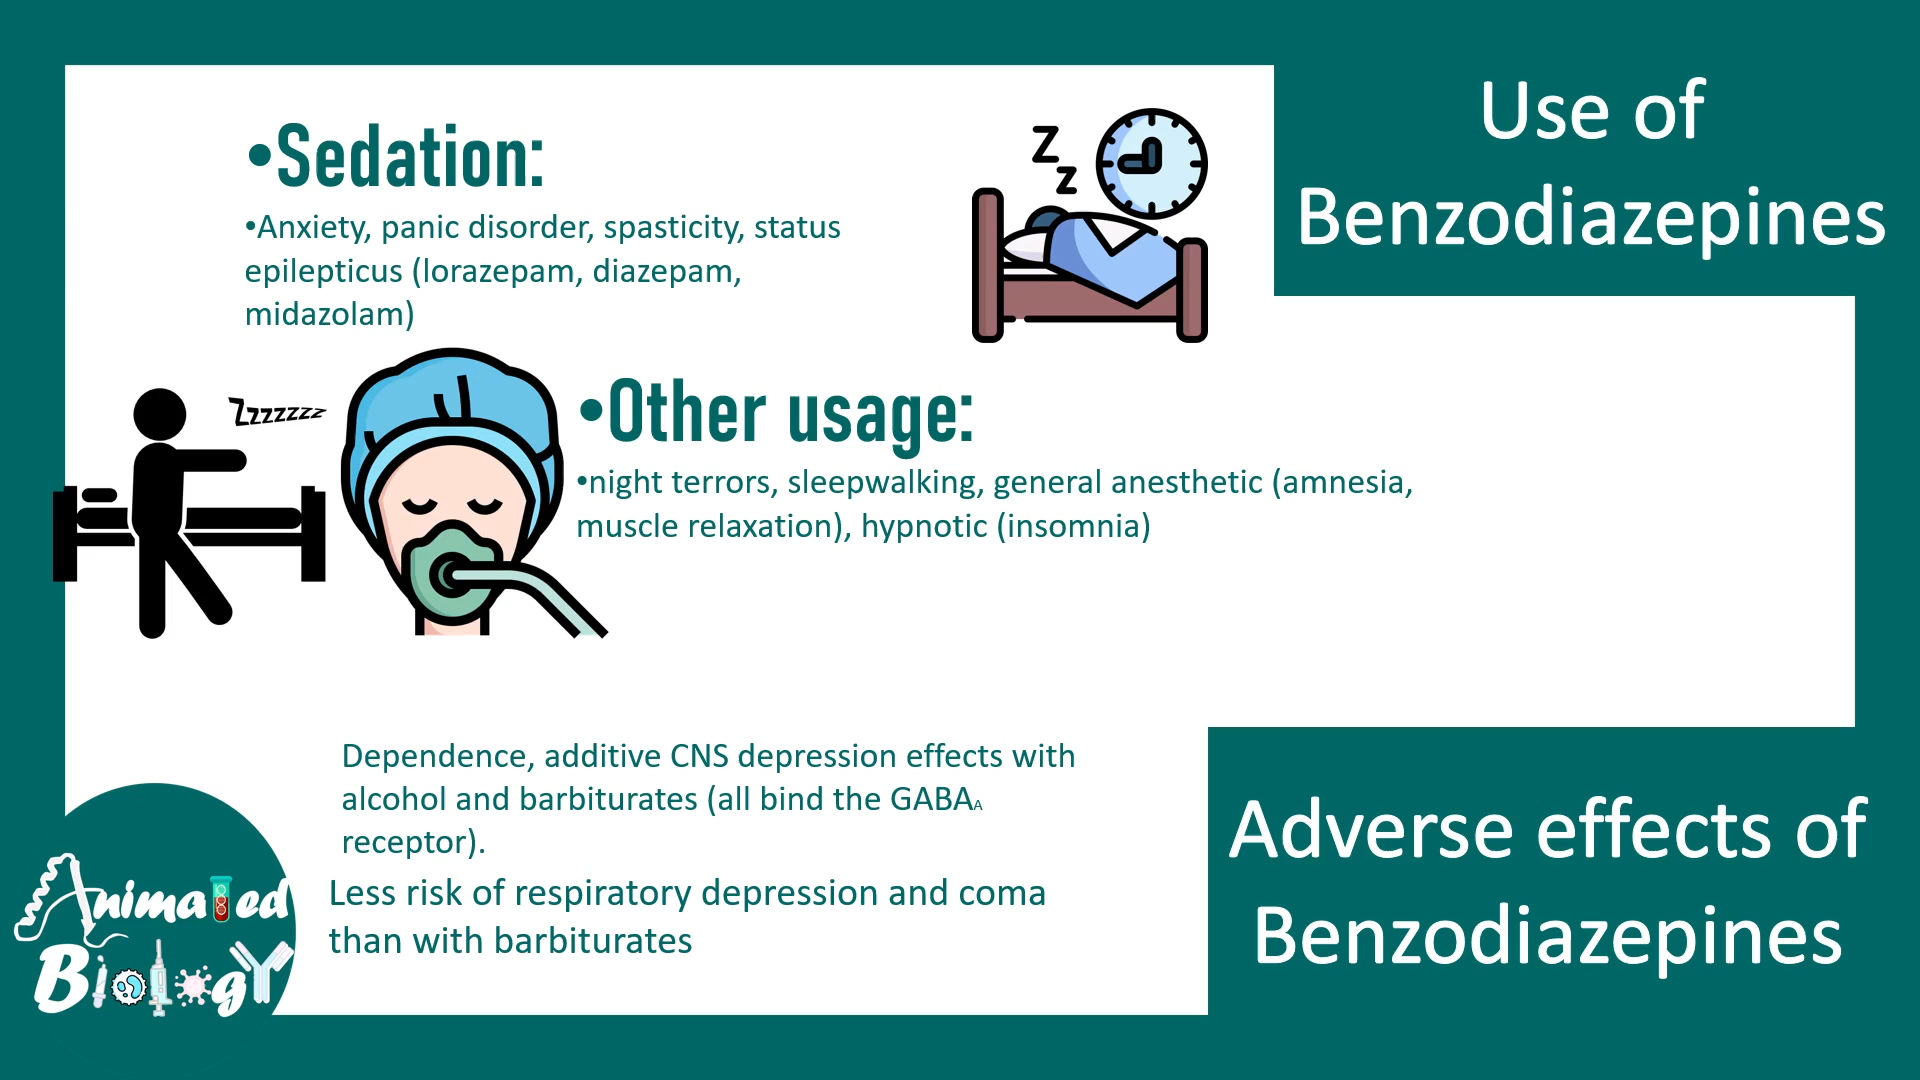 Use of
Benzodiazepines
•Sedation:
•Anxiety, panic disorder, spasticity, status
epilepticus (lorazepam, diazepam,
midazolam)
Z
z
Zzzzzzz
•Other usage:
•night terrors, sleepwalking, general anesthetic (amnesia,
muscle relaxation), hypnotic (insomnia)
Dependence, additive CNS depression effects with
alcohol and barbiturates (all bind the GABAA
receptor).
Less risk of respiratory depression and coma
than with barbiturates
Adverse effects of
Benzodiazepines
Animated
Biology